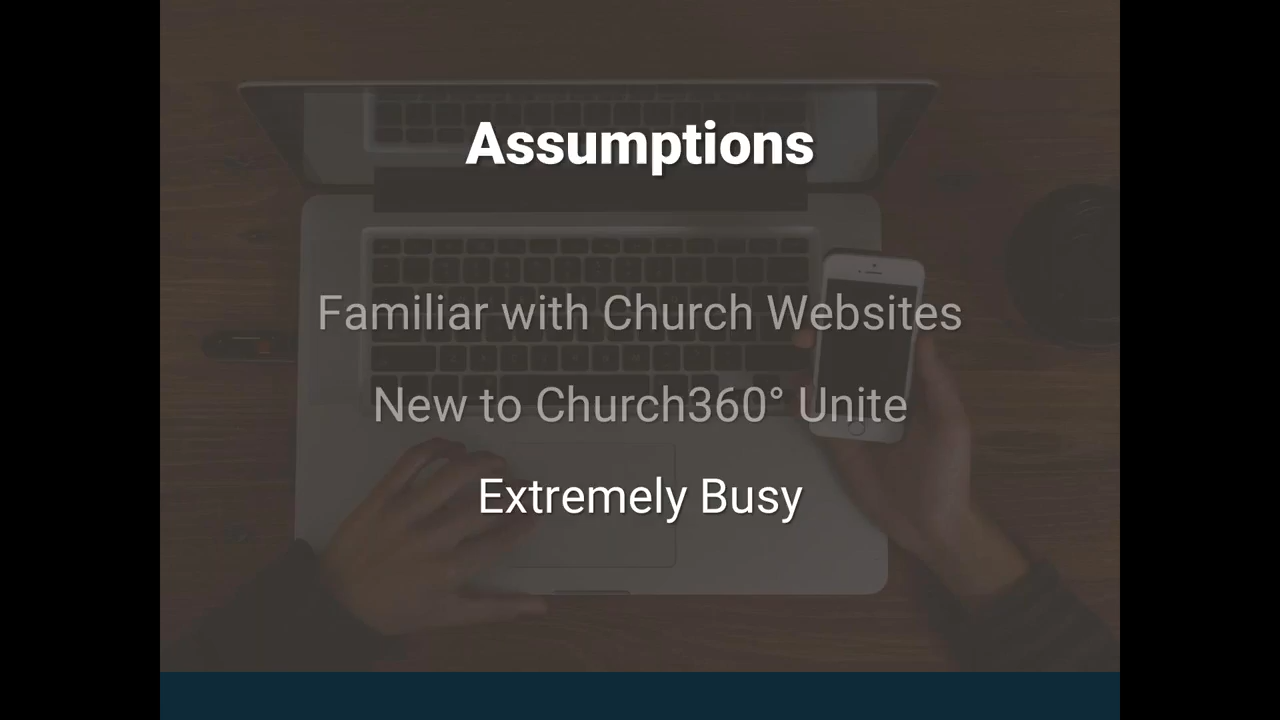 Assumptions
Familiar with Church Websites
New to Church360° Unite
Extremely Busy